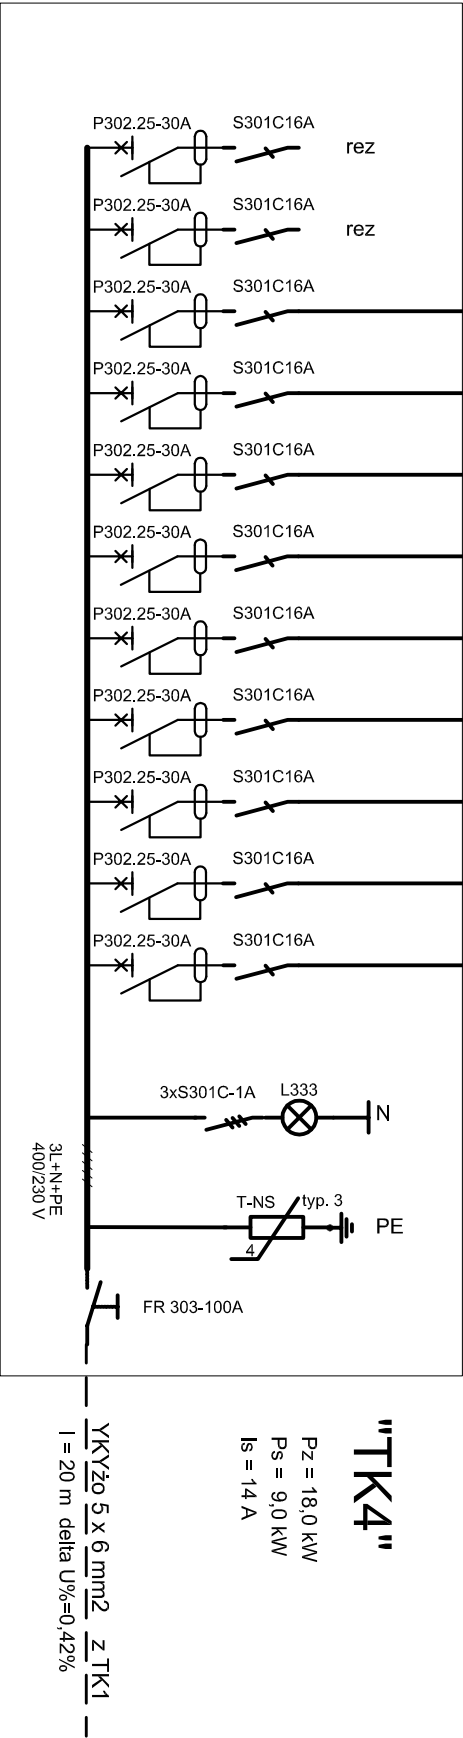 P302.25-30A S301C16A
rez
P302.25-30A S301C16A
rez
P302.25-30A S301C16A
P302.25-30A S301C16A
P302.25-30A S301C16A
P302.25-30A S301C16A
P302.25-30A S301C16A
P302.25-30A S301C16A
P302.25-30A S301C16A
P302.25-30A S301C16A
P302.25-30A S301C16A
3xS301C-1A L333
N
3L+N+PE
400/230 V
T-NS typ. 3
4
PE
FR 303-100A
"TK4"
Pz = 18,0 kW
Ps = 9,0 kW
Is = 14 A
YKYżo 5 x 6 mm2 z TK1
l = 20 m delta U%=0,42%